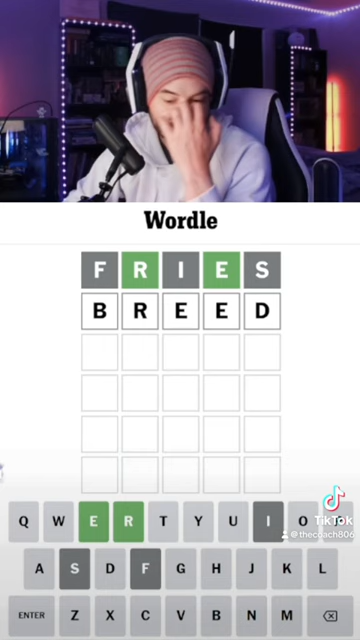 Wordle
F R I E S
B R E E D
Q W E R T Y U I O
TikTok
@thecoach806
A S D F G H J K L
ENTER Z X C V B N M